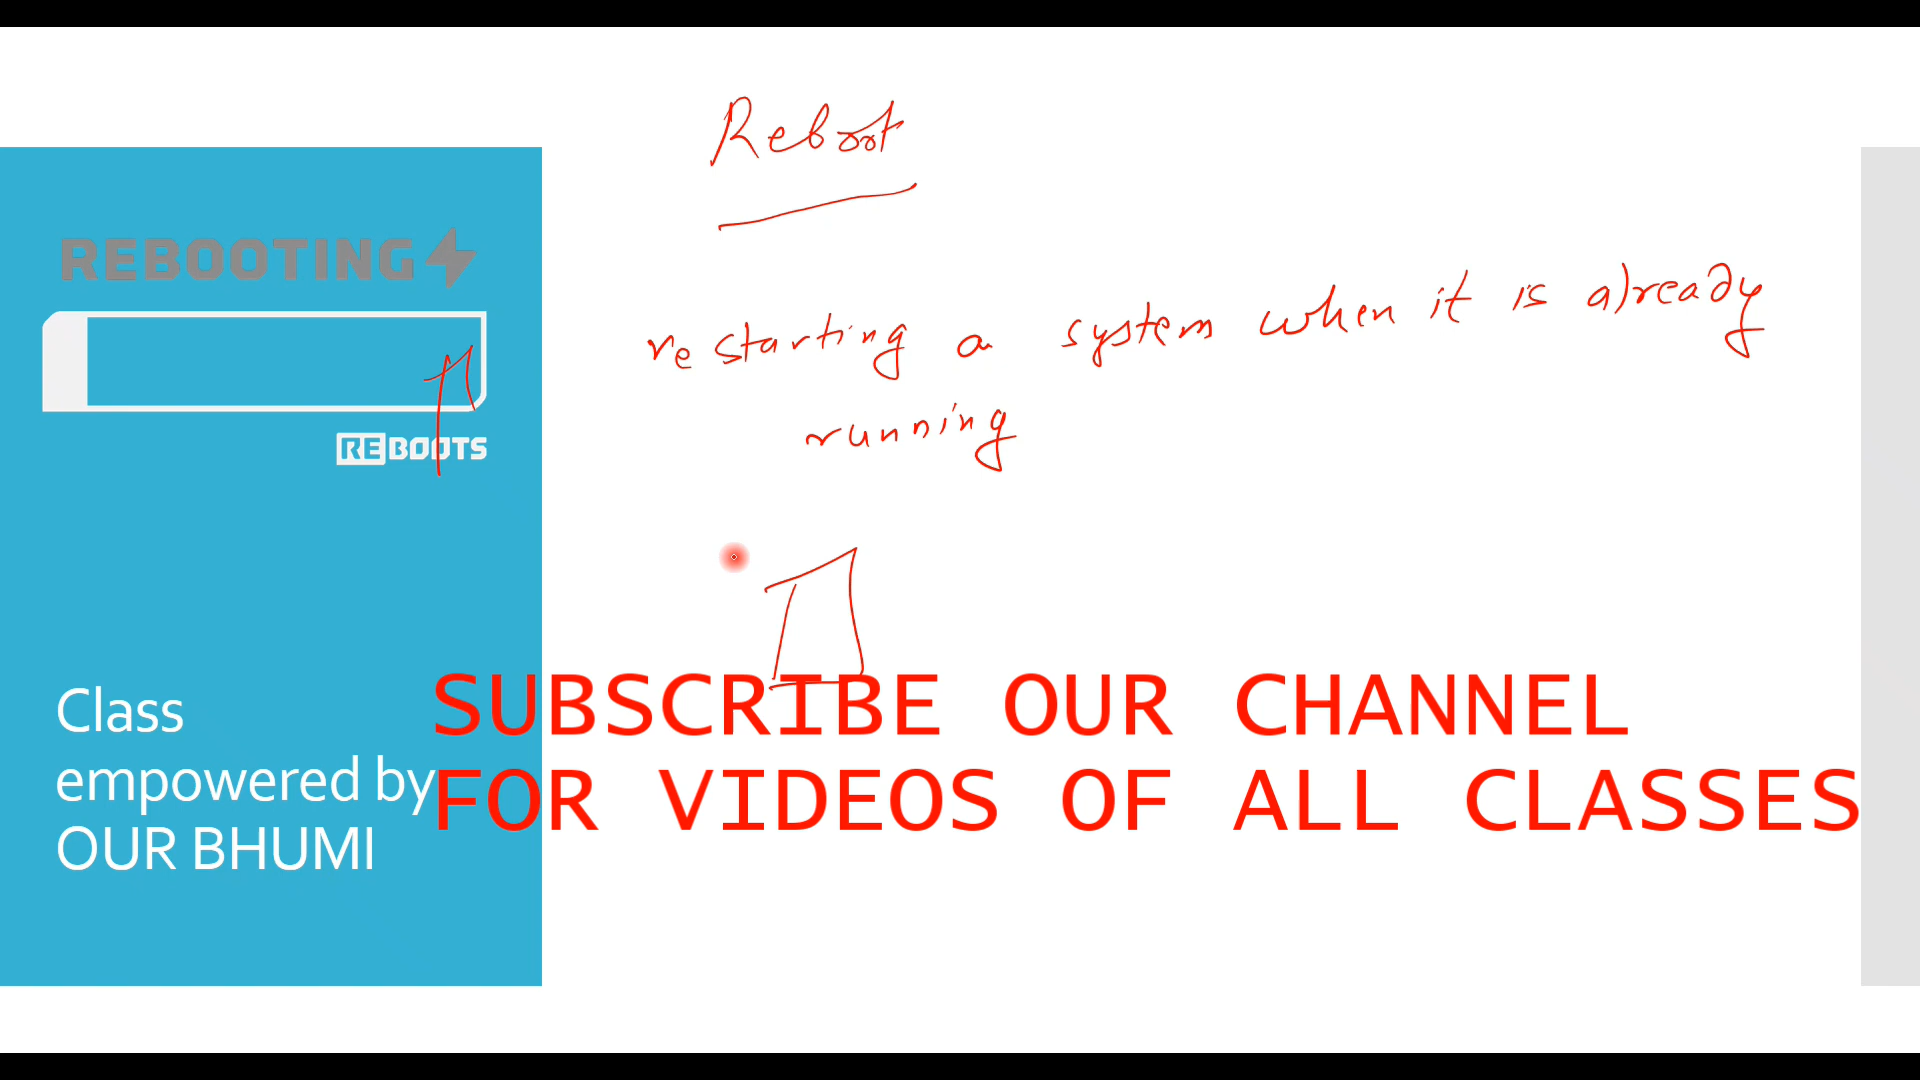 Reboot
REBOOTING
restarting a system when it is already
running
REBOOTS
Class
empowered by
OUR BHUMI
SUBSCRIBE OUR CHANNEL
FOR VIDEOS OF ALL CLASSES